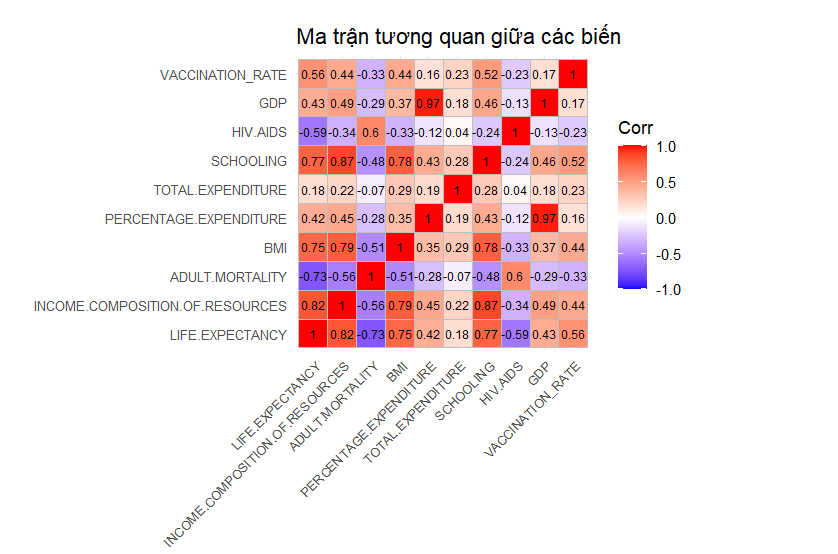 Ma trận tương quan giữa các biến
VACCINATION_RATE 0.56 0.44 -0.33 0.44 0.16 0.23 0.52 -0.23 0.17 1
GDP 0.43 0.49 -0.29 0.37 0.97 0.18 0.46 -0.13 1 0.17
HIV.AIDS -0.59 -0.34 0.6 -0.33 -0.12 0.04 -0.24 1 -0.13 -0.23
SCHOOLING 0.77 0.87 -0.48 0.78 0.43 0.28 1 -0.24 0.46 0.52
TOTAL.EXPENDITURE 0.18 0.22 -0.07 0.29 0.19 1 0.28 0.04 0.18 0.23
PERCENTAGE.EXPENDITURE 0.42 0.45 -0.28 0.35 1 0.19 0.43 -0.12 0.97 0.16
BMI 0.75 0.79 -0.51 1 0.35 0.29 0.78 -0.33 0.37 0.44
ADULT.MORTALITY -0.73 -0.56 1 -0.51 -0.28 -0.07 -0.48 0.6 -0.29 -0.33
INCOME.COMPOSITION.OF.RESOURCES 0.82 1 -0.56 0.79 0.45 0.22 0.87 -0.34 0.49 0.44
LIFE.EXPECTANCY 1 0.82 -0.73 0.75 0.42 0.18 0.77 -0.59 0.43 0.56
LIFE.EXPECTANCY
INCOME.COMPOSITION.OF.RESOURCES
ADULT.MORTALITY
BMI
PERCENTAGE.EXPENDITURE
TOTAL.EXPENDITURE
SCHOOLING
HIV.AIDS
GDP
VACCINATION_RATE
Corr
1.0
0.5
0.0
-0.5
-1.0